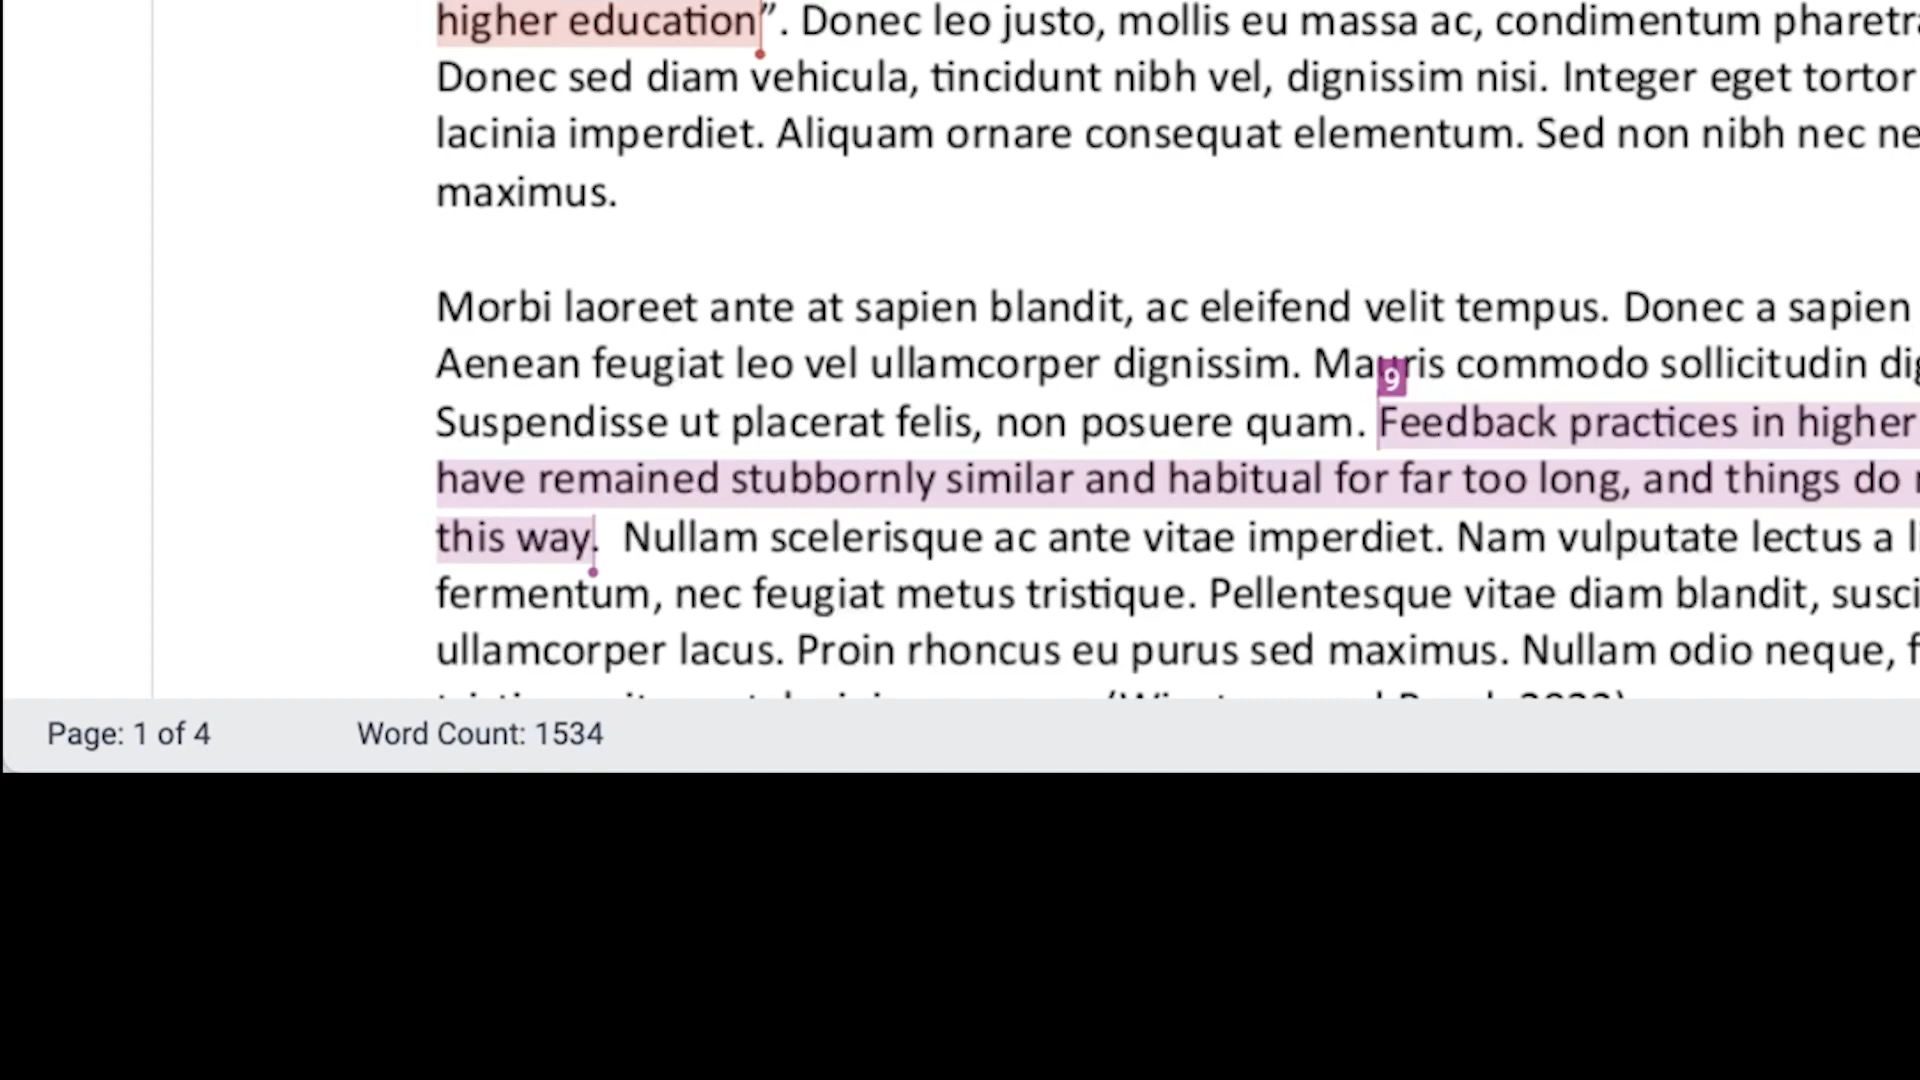 higher education”. Donec leo justo, mollis eu massa ac, condimentum
Donec sed diam vehicula, tincidunt nibh vel, dignissim nisi. Integer eget tortor
lacinia imperdiet. Aliquam ornare consequat elementum. Sed non nibh nec
maximus.
Morbi laoreet ante at sapien blandit, ac eleifend velit tempus. Donec a sapien
Aenean feugiat leo vel ullamcorper dignissim. Mauris commodo sollicitudin
9
Suspendisse ut placerat felis, non posuere quam. Feedback practices in higher
have remained stubbornly similar and habitual for far too long, and things do
this way.  Nullam scelerisque ac ante vitae imperdiet. Nam vulputate lectus a
fermentum, nec feugiat metus tristique. Pellentesque vitae diam blandit,
ullamcorper lacus. Proin rhoncus eu purus sed maximus. Nullam odio neque,
Page: 1 of 4
Word Count: 1534